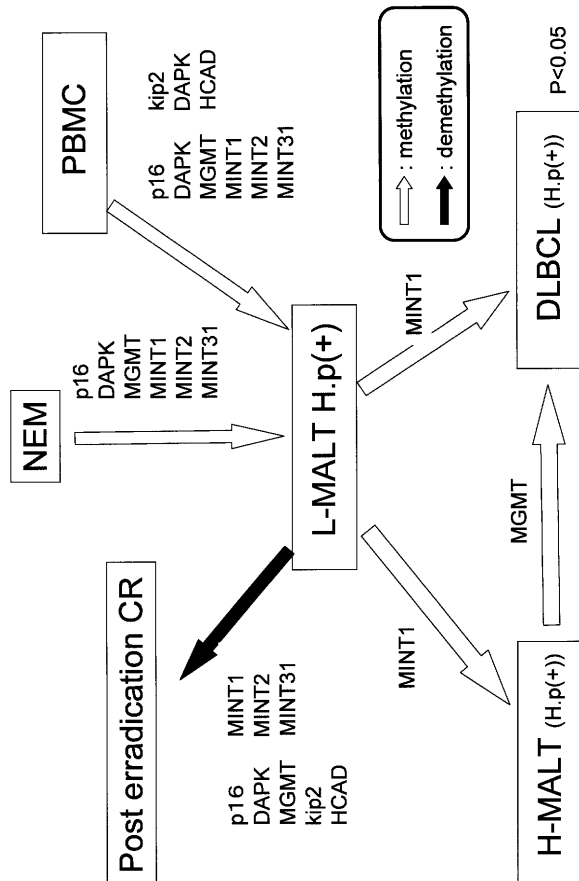 Post erradication CR
NEM
PBMC
p16 MINT1
DAPK MINT2
MGMT MINT31
kip2
HCAD
p16
DAPK
MGMT
MINT1
MINT2
MINT31
p16 kip2
DAPK DAPK
MGMT HCAD
MINT1
MINT2
MINT31
L-MALT H.p(+)
MINT1
MINT1
: methylation
: demethylation
H-MALT (H.p(+))
MGMT
DLBCL (H.p(+))
P<0.05